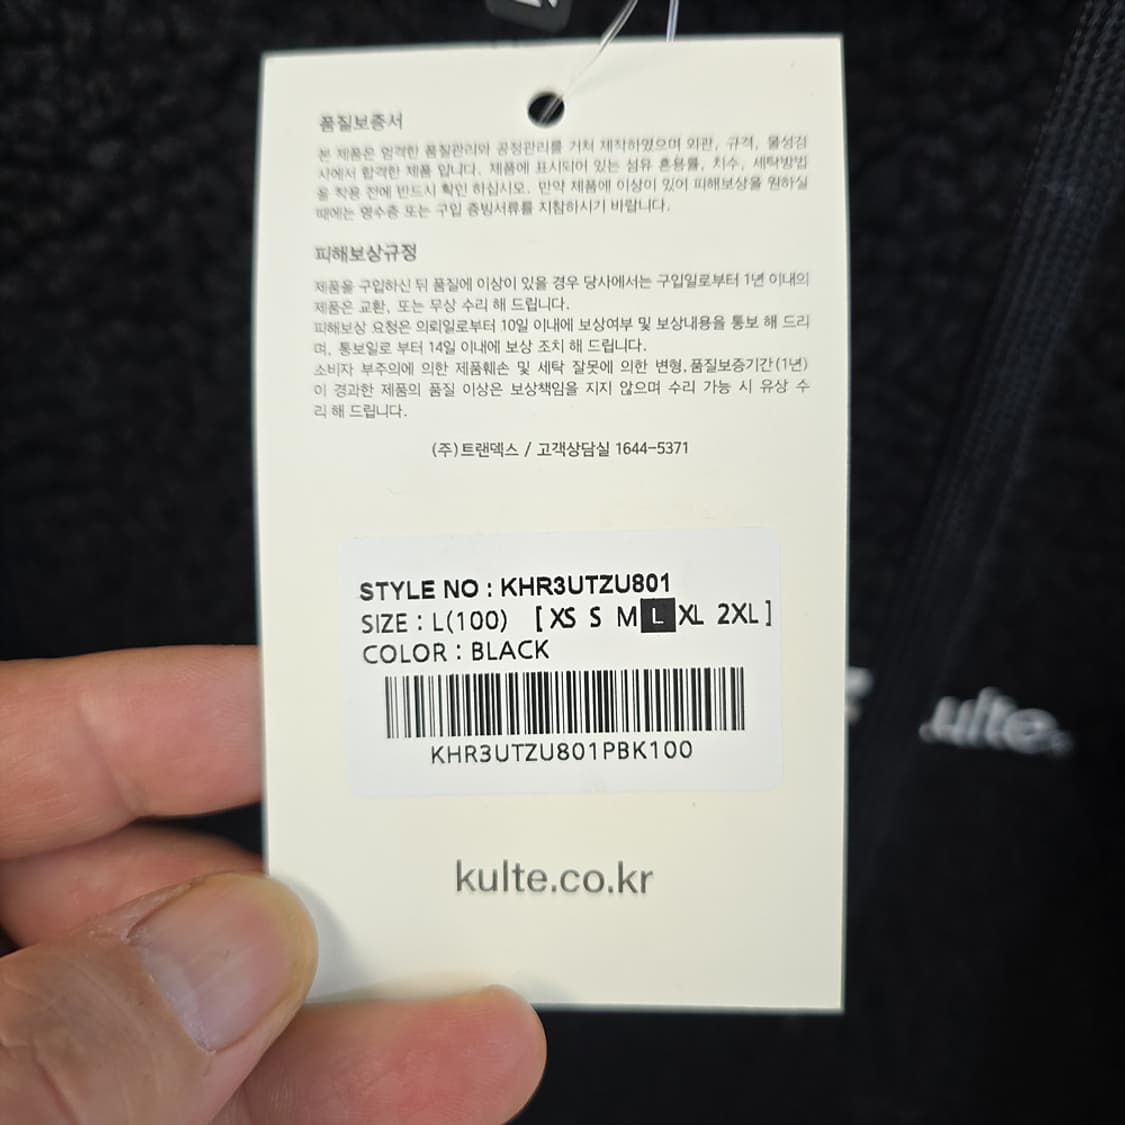 품질보증서
본 제품은 엄격한 품질관리와 공정관리를 거쳐 제작하였으며 외관, 규격, 물성검
사에서 합격한 제품 입니다. 제품에 표시되어 있는 섬유 혼용률, 치수, 세탁방법
을 착용 전에 반드시 확인 하십시오. 만약 제품에 이상이 있어 피해보상을 원하실
때에는 영수증 또는 구입 증빙서류를 지참하시기 바랍니다.
피해보상규정
제품을 구입하신 뒤 품질에 이상이 있을 경우 당사에서는 구입일로부터 1년 이내의
제품은 교환, 또는 무상 수리 해 드립니다.
피해보상 요청은 의뢰일로부터 10일 이내에 보상여부 및 보상내용을 통보 해 드리
며, 통보일로 부터 14일 이내에 보상 조치 해 드립니다.
소비자 부주의에 의한 제품훼손 및 세탁 잘못에 의한 변형, 품질보증기간(1년)
이 경과한 제품의 품질 이상은 보상책임을 지지 않으며 수리 가능 시 유상 수
리 해 드립니다.
(주)트랜덱스 / 고객상담실 1644-5371
STYLE NO : KHR3UTZU801
SIZE : L(100) [ XS S M L XL 2XL ]
COLOR : BLACK
KHR3UTZU801PBK100
kulte.co.kr
kulte